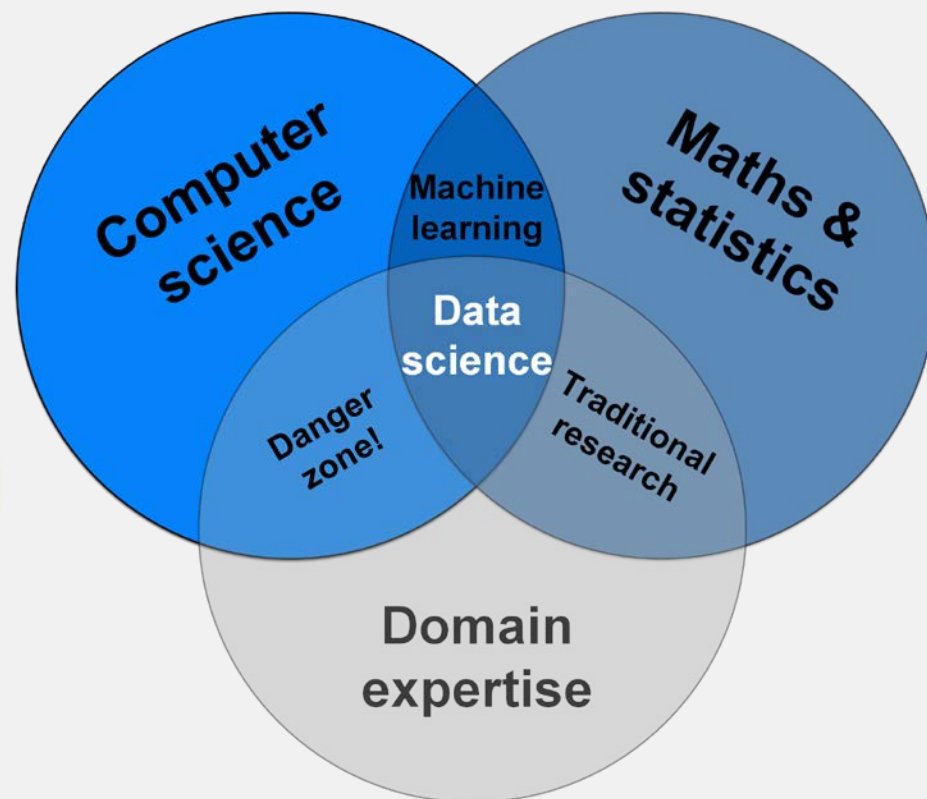 Computer
science
Maths &
statistics
Machine
learning
Data
science
Danger
zone!
Traditional
research
Domain
expertise